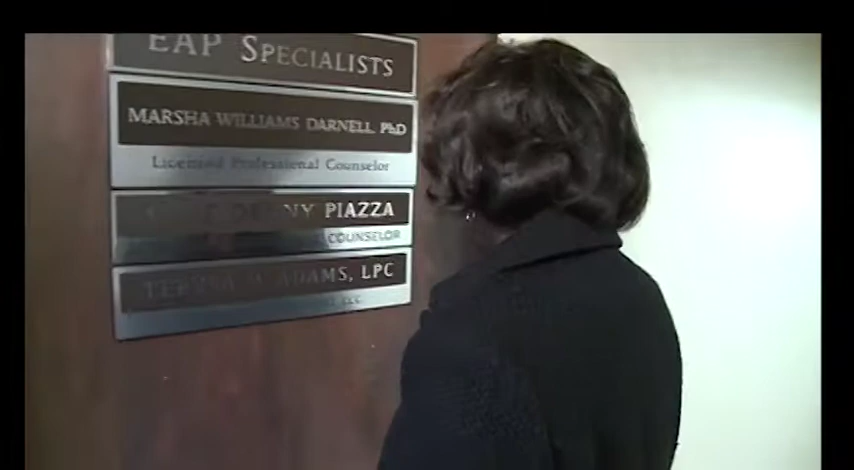 EAP SPECIALISTS
MARSHA WILLIAMS DARNELL PhD
Licensed Professional Counselor
PIAZZA
COUNSELOR
ADAMS, LPC